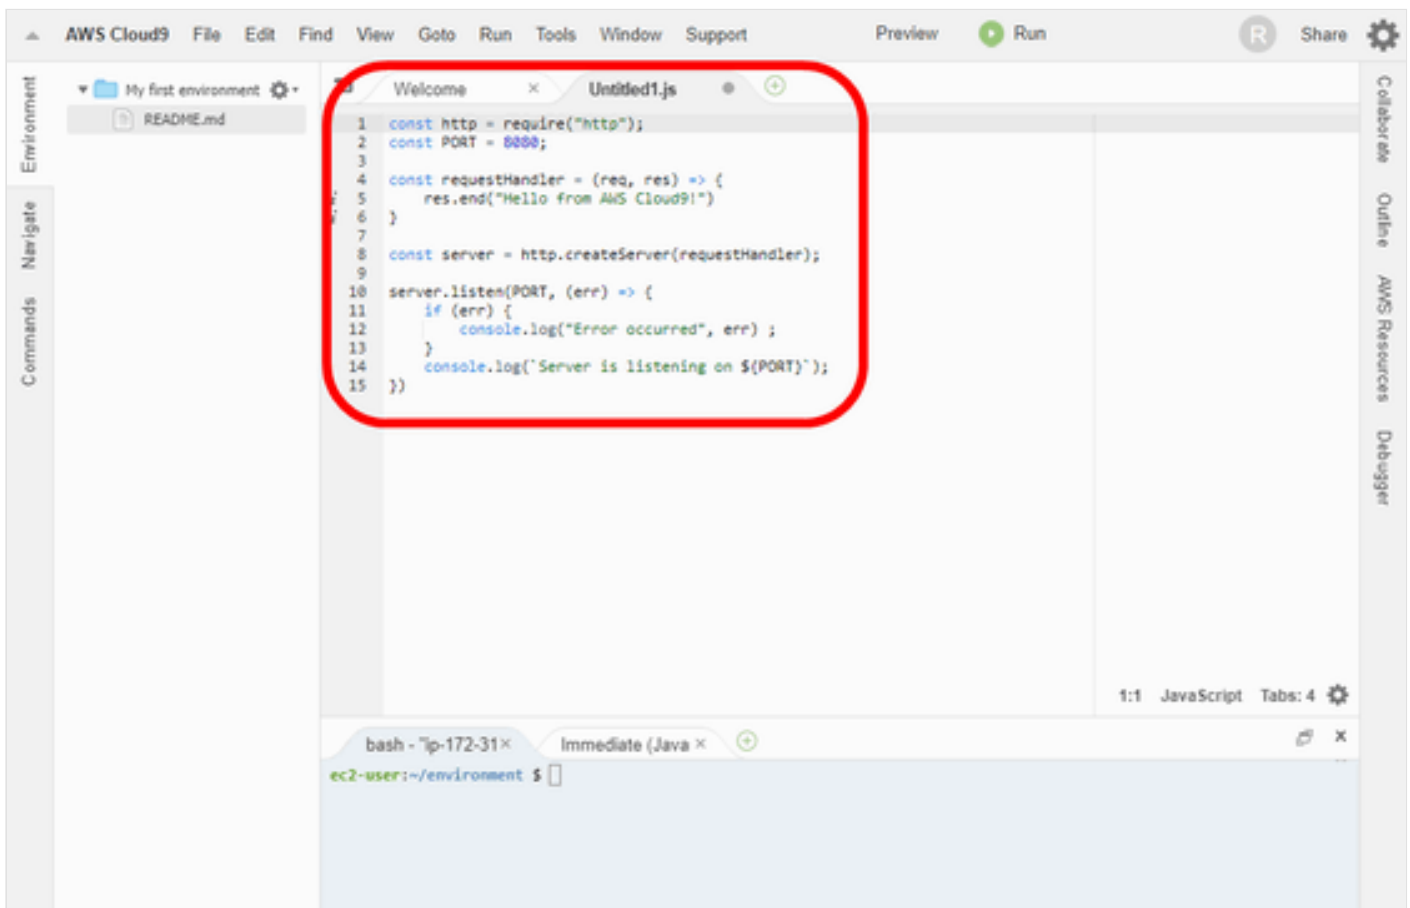 AWS Cloud9 File Edit Find View Goto Run Tools Window Support Preview Run R Share
Environment
Navigate
Commands
My first environment
README.md
Welcome × Untitled1.js
1 const http = require("http");
2 const PORT = 8080;
3
4 const requestHandler = (req, res) => {
i 5 res.end("Hello from AWS Cloud9!")
i 6 }
7
8 const server = http.createServer(requestHandler);
9
10 server.listen(PORT, (err) => {
11 if (err) {
12 console.log("Error occurred", err) ;
13 }
14 console.log(`Server is listening on ${PORT}`);
15 })
1:1 JavaScript Tabs: 4
bash - "ip-172-31 × Immediate (Java ×
ec2-user:~/environment $
Collaborate
Outline
AWS Resources
Debugger